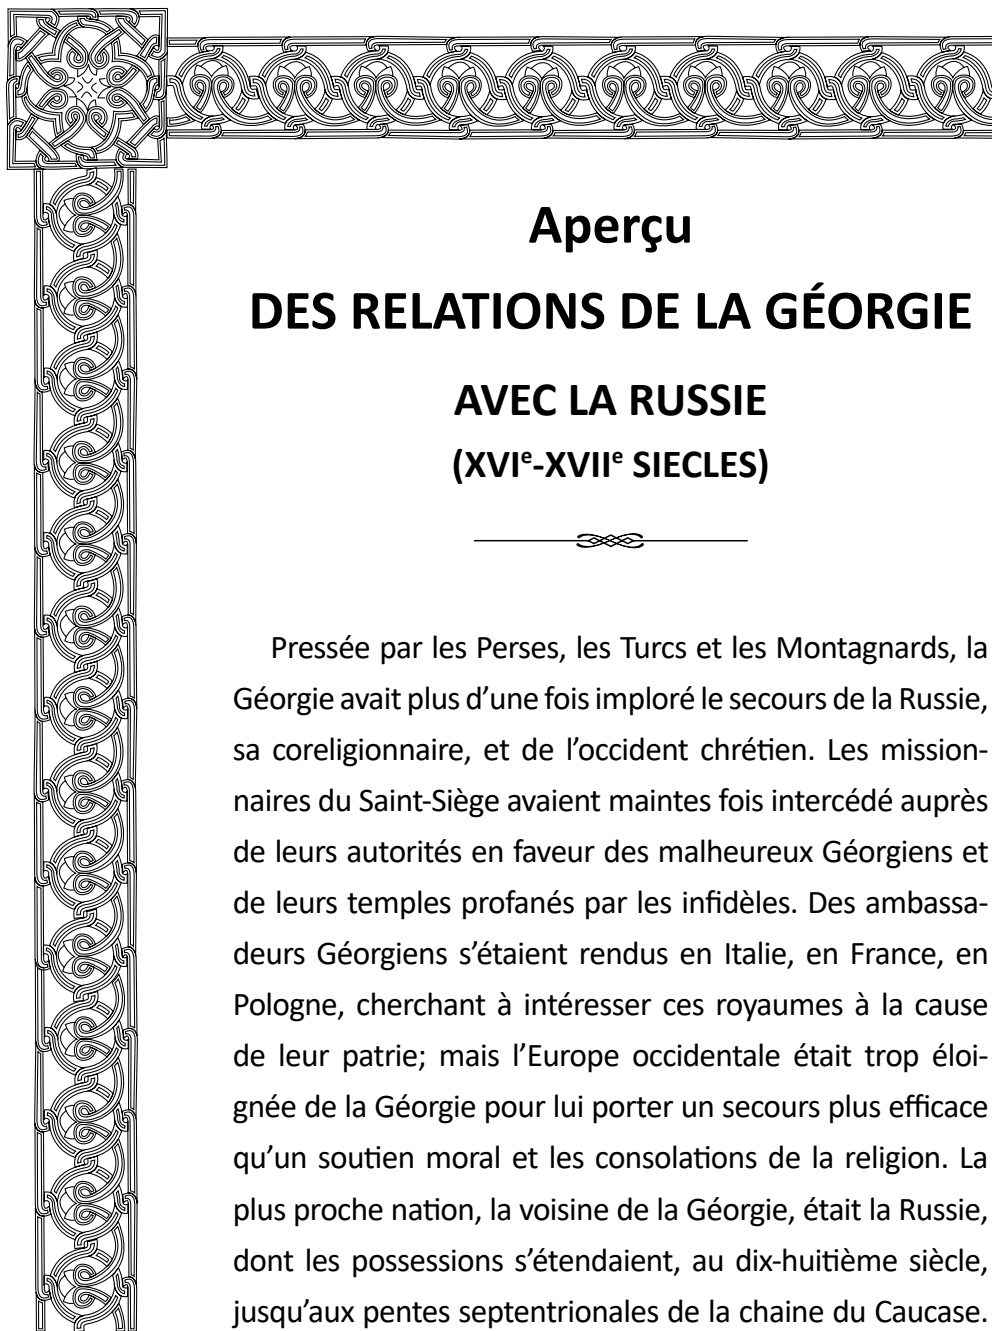 Aperçu
DES RELATIONS DE LA GÉORGIE
AVEC LA RUSSIE
(XVIe-XVIIe SIECLES)
Pressée par les Perses, les Turcs et les Montagnards, la
Géorgie avait plus d’une fois imploré le secours de la Russie,
sa coreligionnaire, et de l’occident chrétien. Les mission-
naires du Saint-Siège avaient maintes fois intercédé auprès
de leurs autorités en faveur des malheureux Géorgiens et
de leurs temples profanés par les infidèles. Des ambassa-
deurs Géorgiens s’étaient rendus en Italie, en France, en
Pologne, cherchant à intéresser ces royaumes à la cause
de leur patrie; mais l’Europe occidentale était trop éloi-
gnée de la Géorgie pour lui porter un secours plus efficace
qu’un soutien moral et les consolations de la religion. La
plus proche nation, la voisine de la Géorgie, était la Russie,
dont les possessions s’étendaient, au dix-huitième siècle,
jusqu’aux pentes septentrionales de la chaine du Caucase.